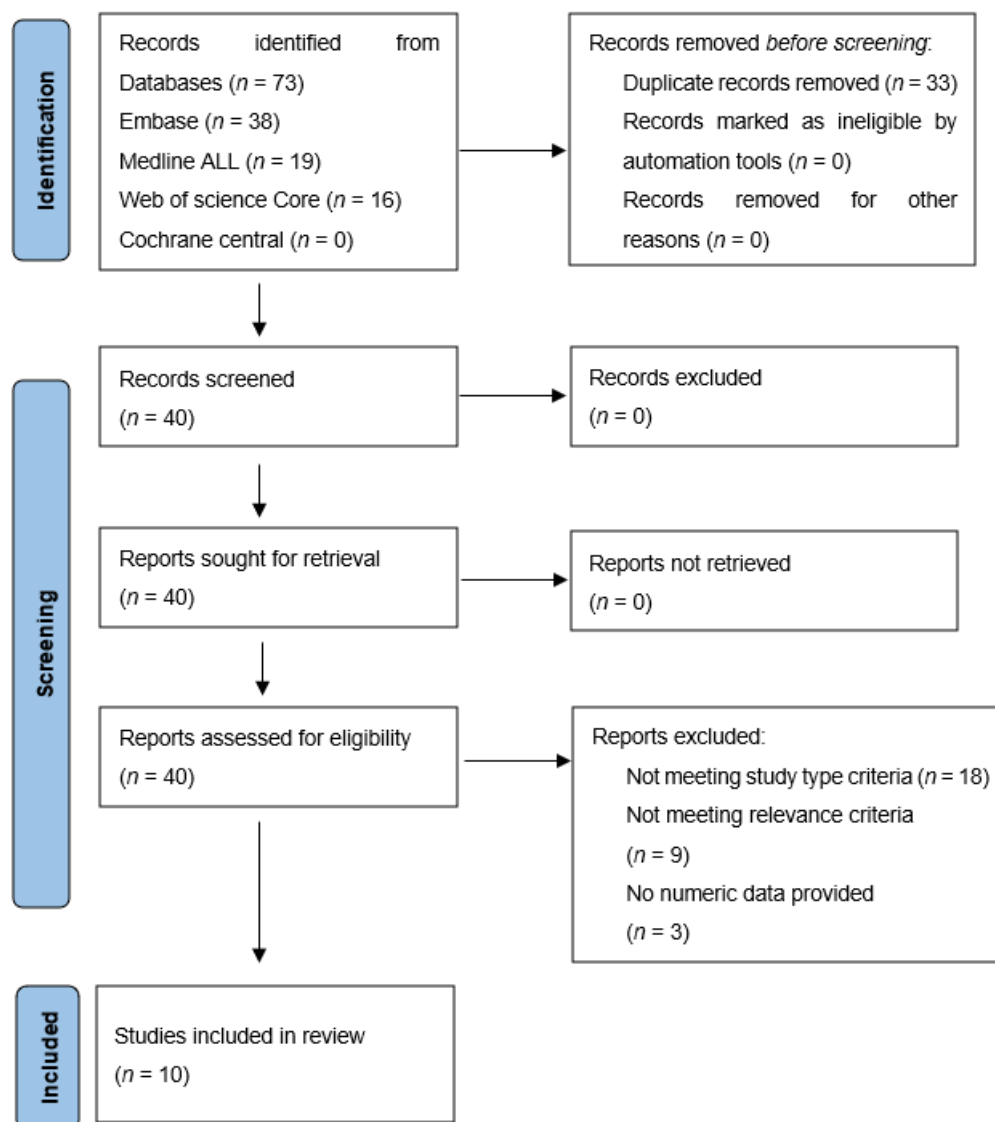 Identification
Records identified from
Databases (n = 73)
Embase (n = 38)
Medline ALL (n = 19)
Web of science Core (n = 16)
Cochrane central (n = 0)
Records removed before screening:
Duplicate records removed (n = 33)
Records marked as ineligible by
automation tools (n = 0)
Records removed for other
reasons (n = 0)
Screening
Records screened
(n = 40)
Records excluded
(n = 0)
Reports sought for retrieval
(n = 40)
Reports not retrieved
(n = 0)
Reports assessed for eligibility
(n = 40)
Reports excluded:
Not meeting study type criteria (n = 18)
Not meeting relevance criteria
(n = 9)
No numeric data provided
(n = 3)
Included
Studies included in review
(n = 10)